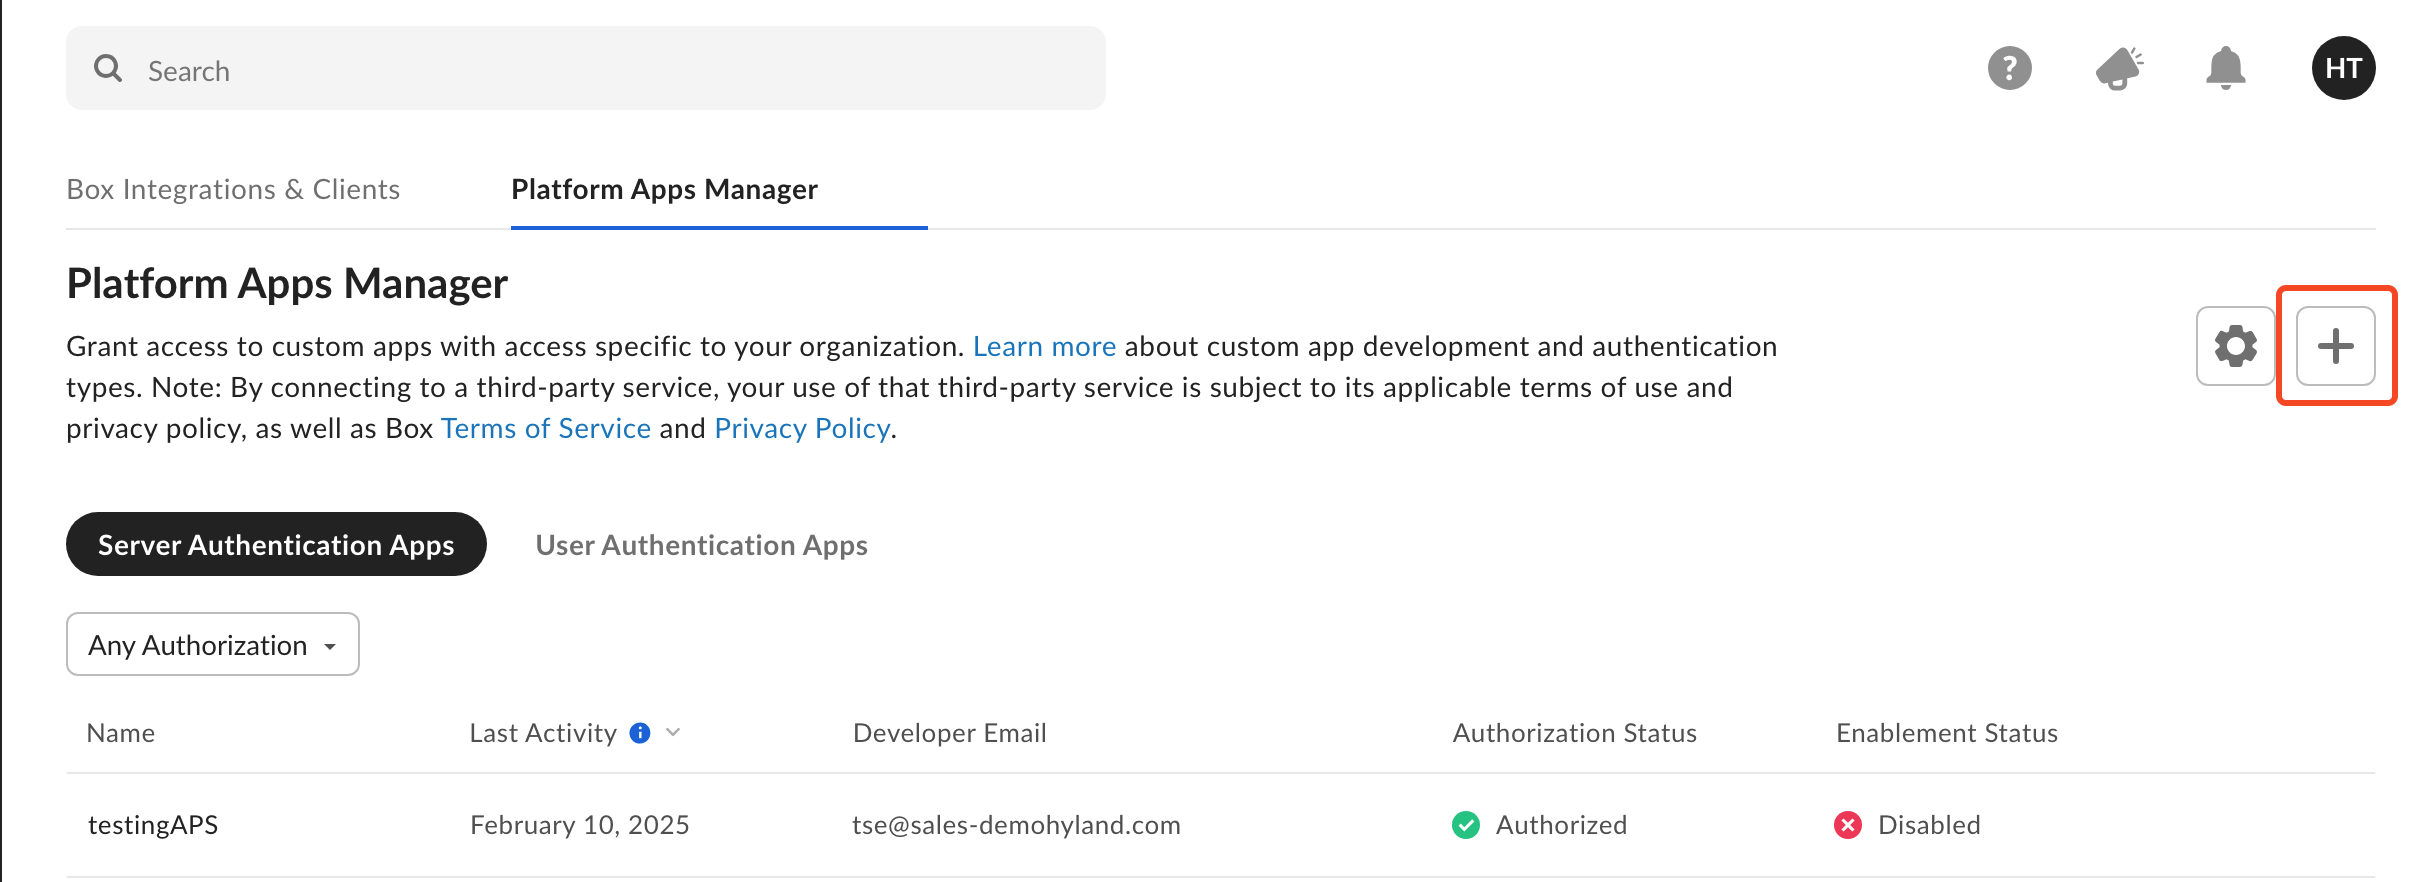 Search
?
HT
Box Integrations & Clients
Platform Apps Manager
Platform Apps Manager
Grant access to custom apps with access specific to your organization. Learn more about custom app development and authentication
types. Note: By connecting to a third-party service, your use of that third-party service is subject to its applicable terms of use and
privacy policy, as well as Box Terms of Service and Privacy Policy.
Server Authentication Apps
User Authentication Apps
Any Authorization
Name
Last Activity
Developer Email
Authorization Status
Enablement Status
testingAPS
February 10, 2025
tse@sales-demohyland.com
Authorized
Disabled